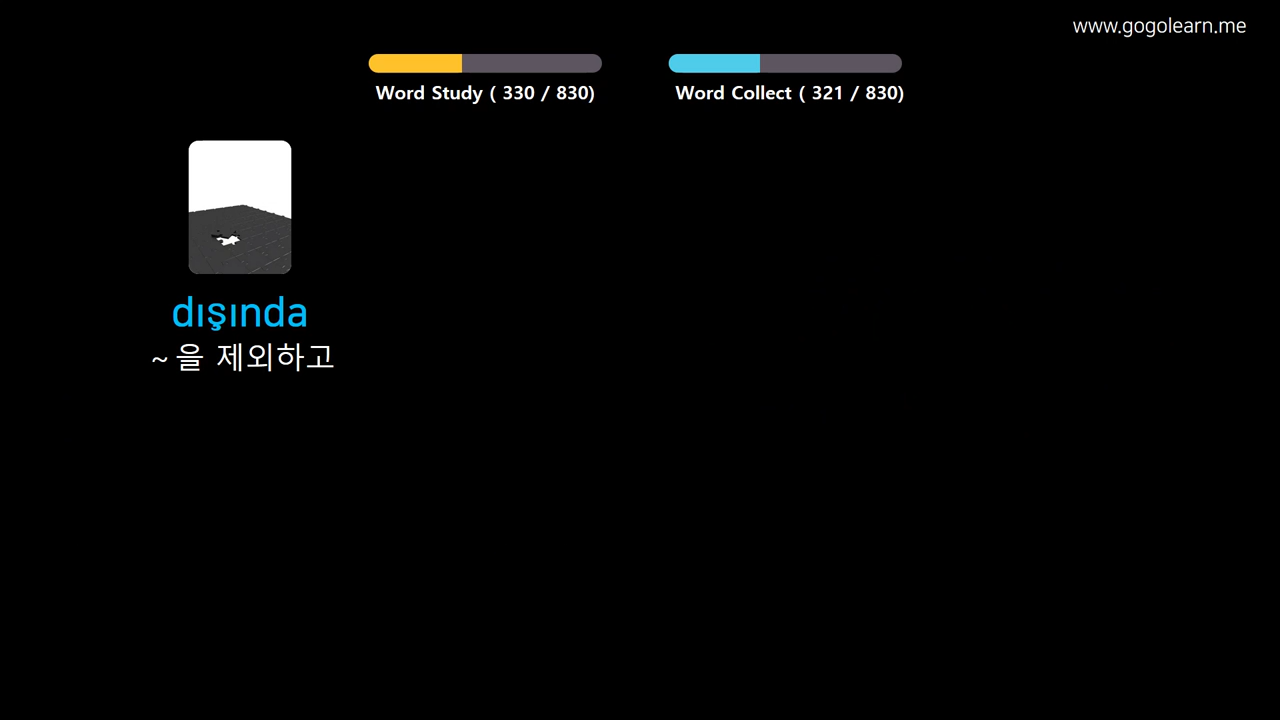 www.gogolearn.me
Word Study ( 330 / 830)
Word Collect ( 321 / 830)
dışında
~ 을 제외하고